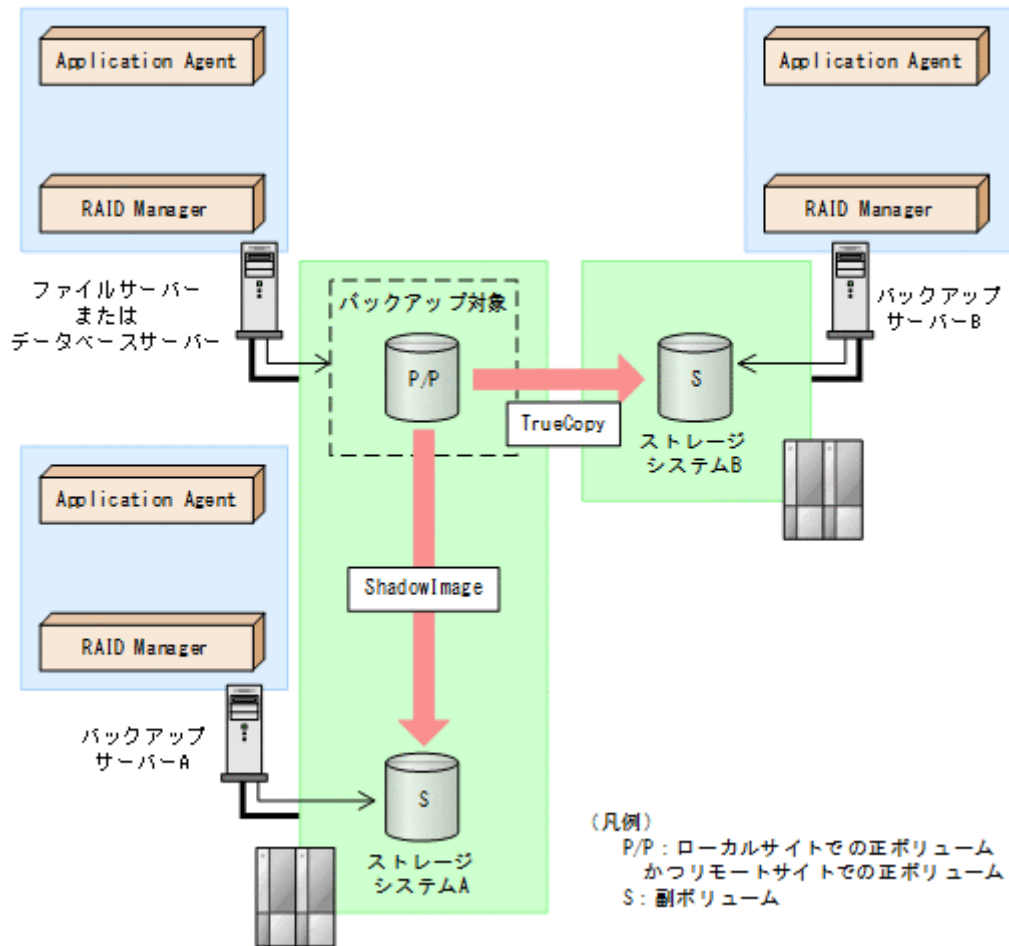 Application Agent
RAID Manager
ファイルサーバー
または
データベースサーバー
Application Agent
RAID Manager
バックアップ
サーバーB
バックアップ対象
P/P
TrueCopy
S
ストレージ
システムB
Application Agent
RAID Manager
バックアップ
サーバーA
ShadowImage
S
ストレージ
システムA
(凡例)
P/P:ローカルサイトでの正ボリューム
かつリモートサイトでの正ボリューム
S:副ボリューム